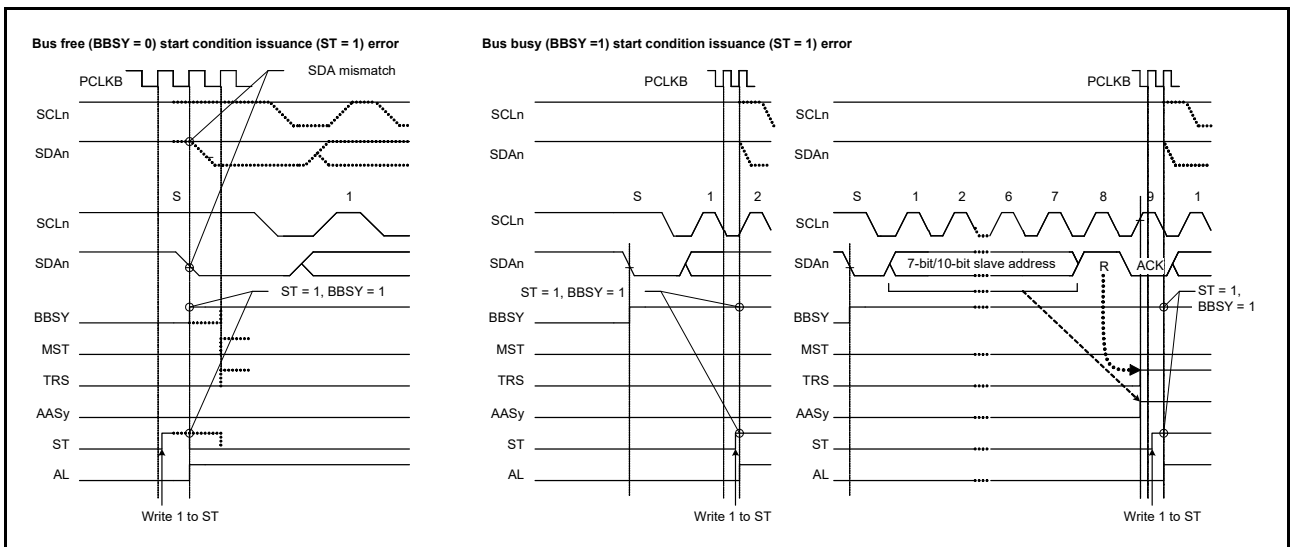 Bus free (BBSY = 0) start condition issuance (ST = 1) error
PCLKB
SDA mismatch
SCLn
SDAn
S 1
SCLn
SDAn
ST = 1, BBSY = 1
BBSY
MST
TRS
AASy
ST
AL
Write 1 to ST
Bus busy (BBSY =1) start condition issuance (ST = 1) error
PCLKB
SCLn
SDAn
S 1 2
SCLn
SDAn
ST = 1, BBSY = 1
BBSY
MST
TRS
AASy
ST
AL
Write 1 to ST
PCLKB
SCLn
SDAn
S 1 2 6 7 8 9 1
SCLn
SDAn
7-bit/10-bit slave address
R
ACK
ST = 1,
BBSY = 1
BBSY
MST
TRS
AASy
ST
AL
Write 1 to ST